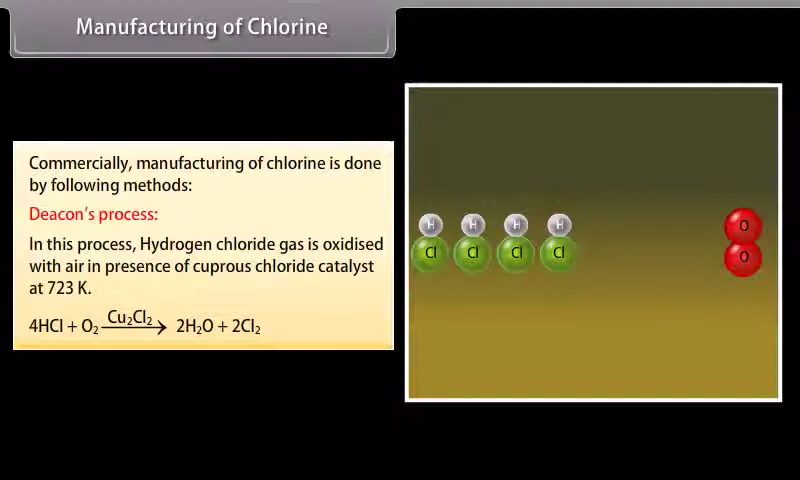 Manufacturing of Chlorine
Commercially, manufacturing of chlorine is done
by following methods:
Deacon's process:
In this process, Hydrogen chloride gas is oxidised
with air in presence of cuprous chloride catalyst
at 723 K.
4HCl + O₂ Cu₂Cl₂ → 2H₂O + 2Cl₂
H H H H O
Cl Cl Cl Cl O